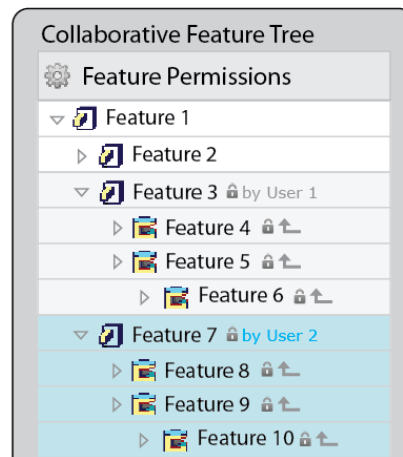 Collaborative Feature Tree
Feature Permissions
Feature 1
Feature 2
Feature 3 by User 1
Feature 4
Feature 5
Feature 6
Feature 7 by User 2
Feature 8
Feature 9
Feature 10